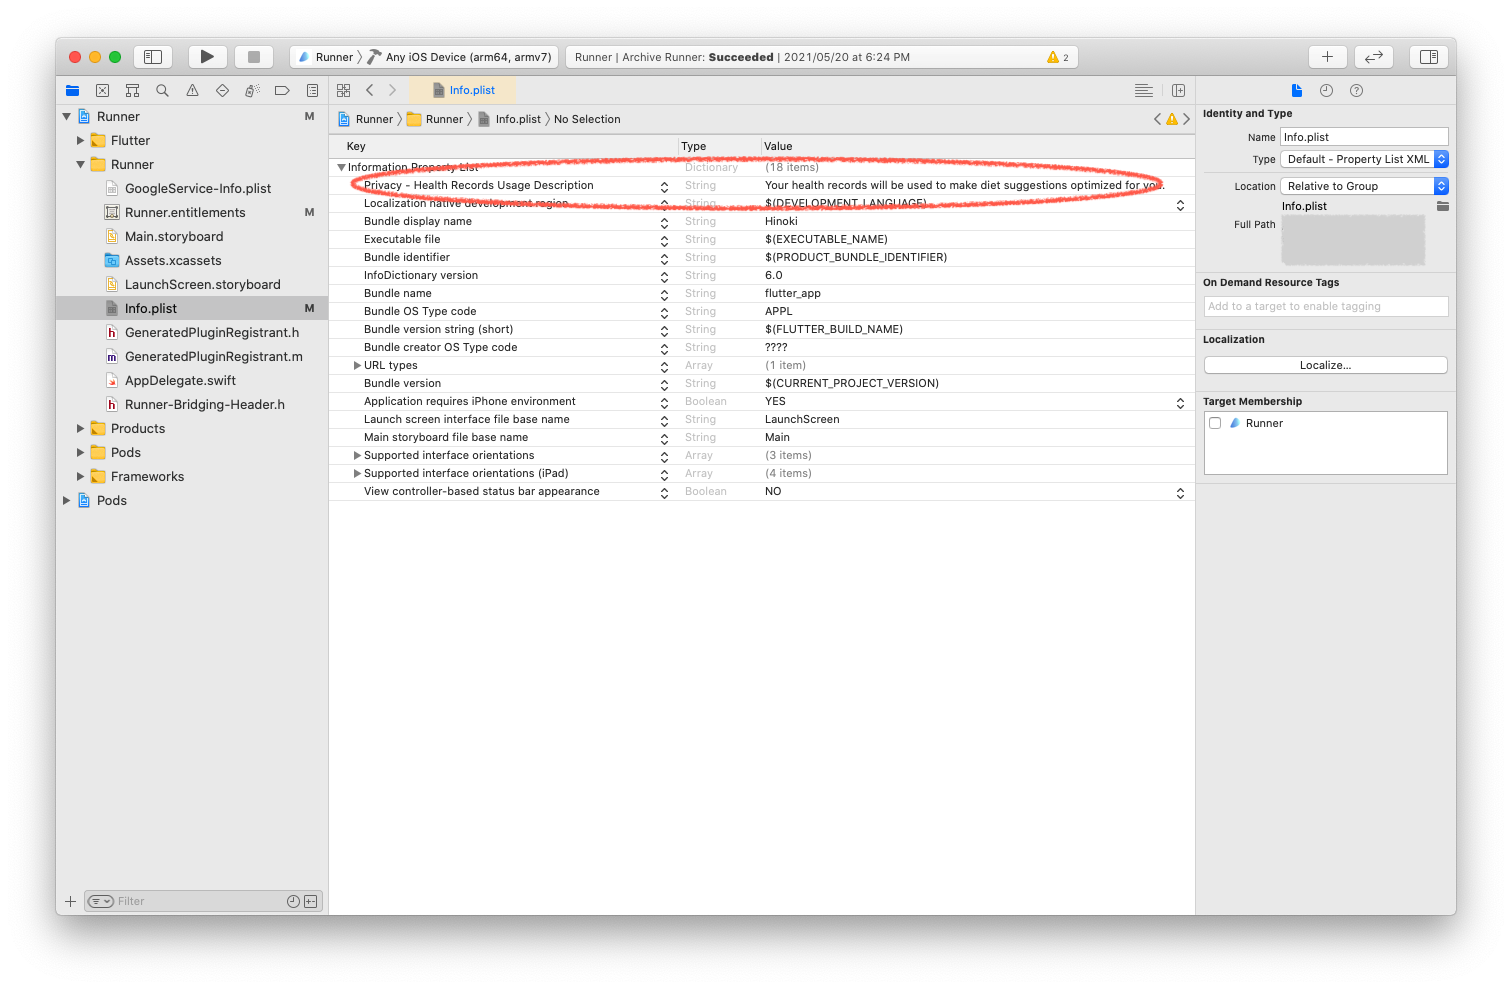 Runner 〉 Any iOS Device (arm64, armv7)
Runner | Archive Runner: Succeeded | 2021/05/20 at 6:24 PM
2
Info.plist
Runner M
Flutter
Runner
GoogleService-Info.plist
Runner.entitlements M
Main.storyboard
Assets.xcassets
LaunchScreen.storyboard
Info.plist M
GeneratedPluginRegistrant.h
GeneratedPluginRegistrant.m
AppDelegate.swift
Runner-Bridging-Header.h
Products
Pods
Frameworks
Pods
Filter
Runner 〉 Runner 〉 Info.plist 〉 No Selection
Key Type Value
Information Property List Dictionary (18 items)
Privacy - Health Records Usage Description String Your health records will be used to make diet suggestions optimized for you.
Localization native development region String $(DEVELOPMENT_LANGUAGE)
Bundle display name String Hinoki
Executable file String $(EXECUTABLE_NAME)
Bundle identifier String $(PRODUCT_BUNDLE_IDENTIFIER)
InfoDictionary version String 6.0
Bundle name String flutter_app
Bundle OS Type code String APPL
Bundle version string (short) String $(FLUTTER_BUILD_NAME)
Bundle creator OS Type code String ????
URL types Array (1 item)
Bundle version String $(CURRENT_PROJECT_VERSION)
Application requires iPhone environment Boolean YES
Launch screen interface file base name String LaunchScreen
Main storyboard file base name String Main
Supported interface orientations Array (3 items)
Supported interface orientations (iPad) Array (4 items)
View controller-based status bar appearance Boolean NO
Identity and Type
Name Info.plist
Type Default - Property List XML
Location Relative to Group
Info.plist
Full Path
On Demand Resource Tags
Add to a target to enable tagging
Localization
Localize...
Target Membership
Runner